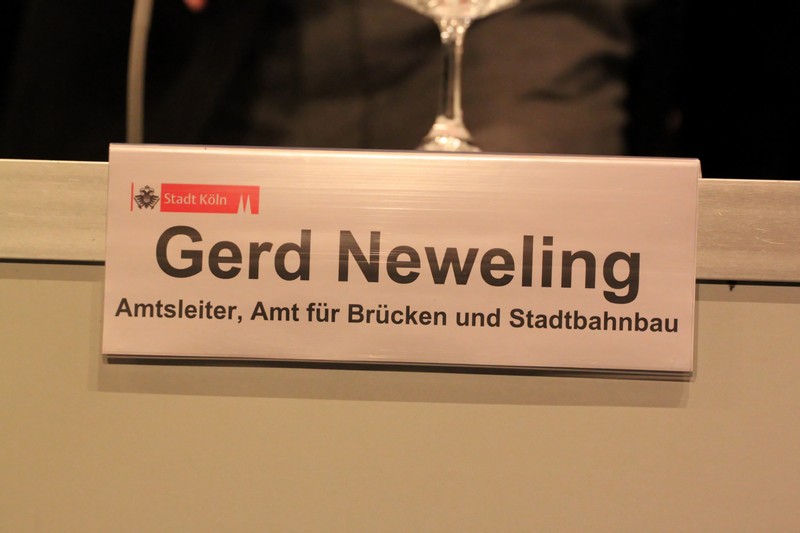 Stadt Köln
Gerd Neweling
Amtsleiter, Amt für Brücken und Stadtbahnbau